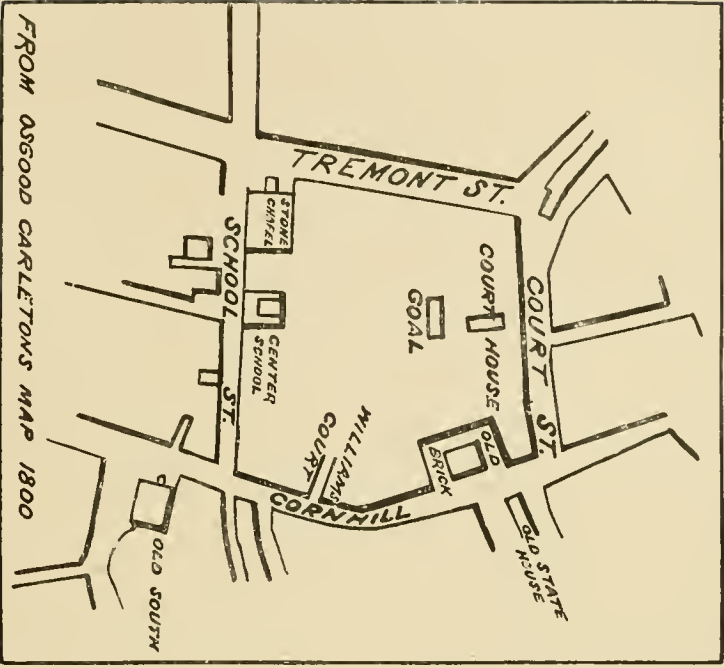 FROM OSGOOD CARLETONS MAP 1800
TREMONT ST.
STONE
CHAPEL
SCHOOL ST.
CENTER
SCHOOL
GOAL
COURT HOUSE
COURT ST.
OLD
BRICK
WILLIAMS
COURT
CORNHILL
OLD STATE
HOUSE
OLD SOUTH